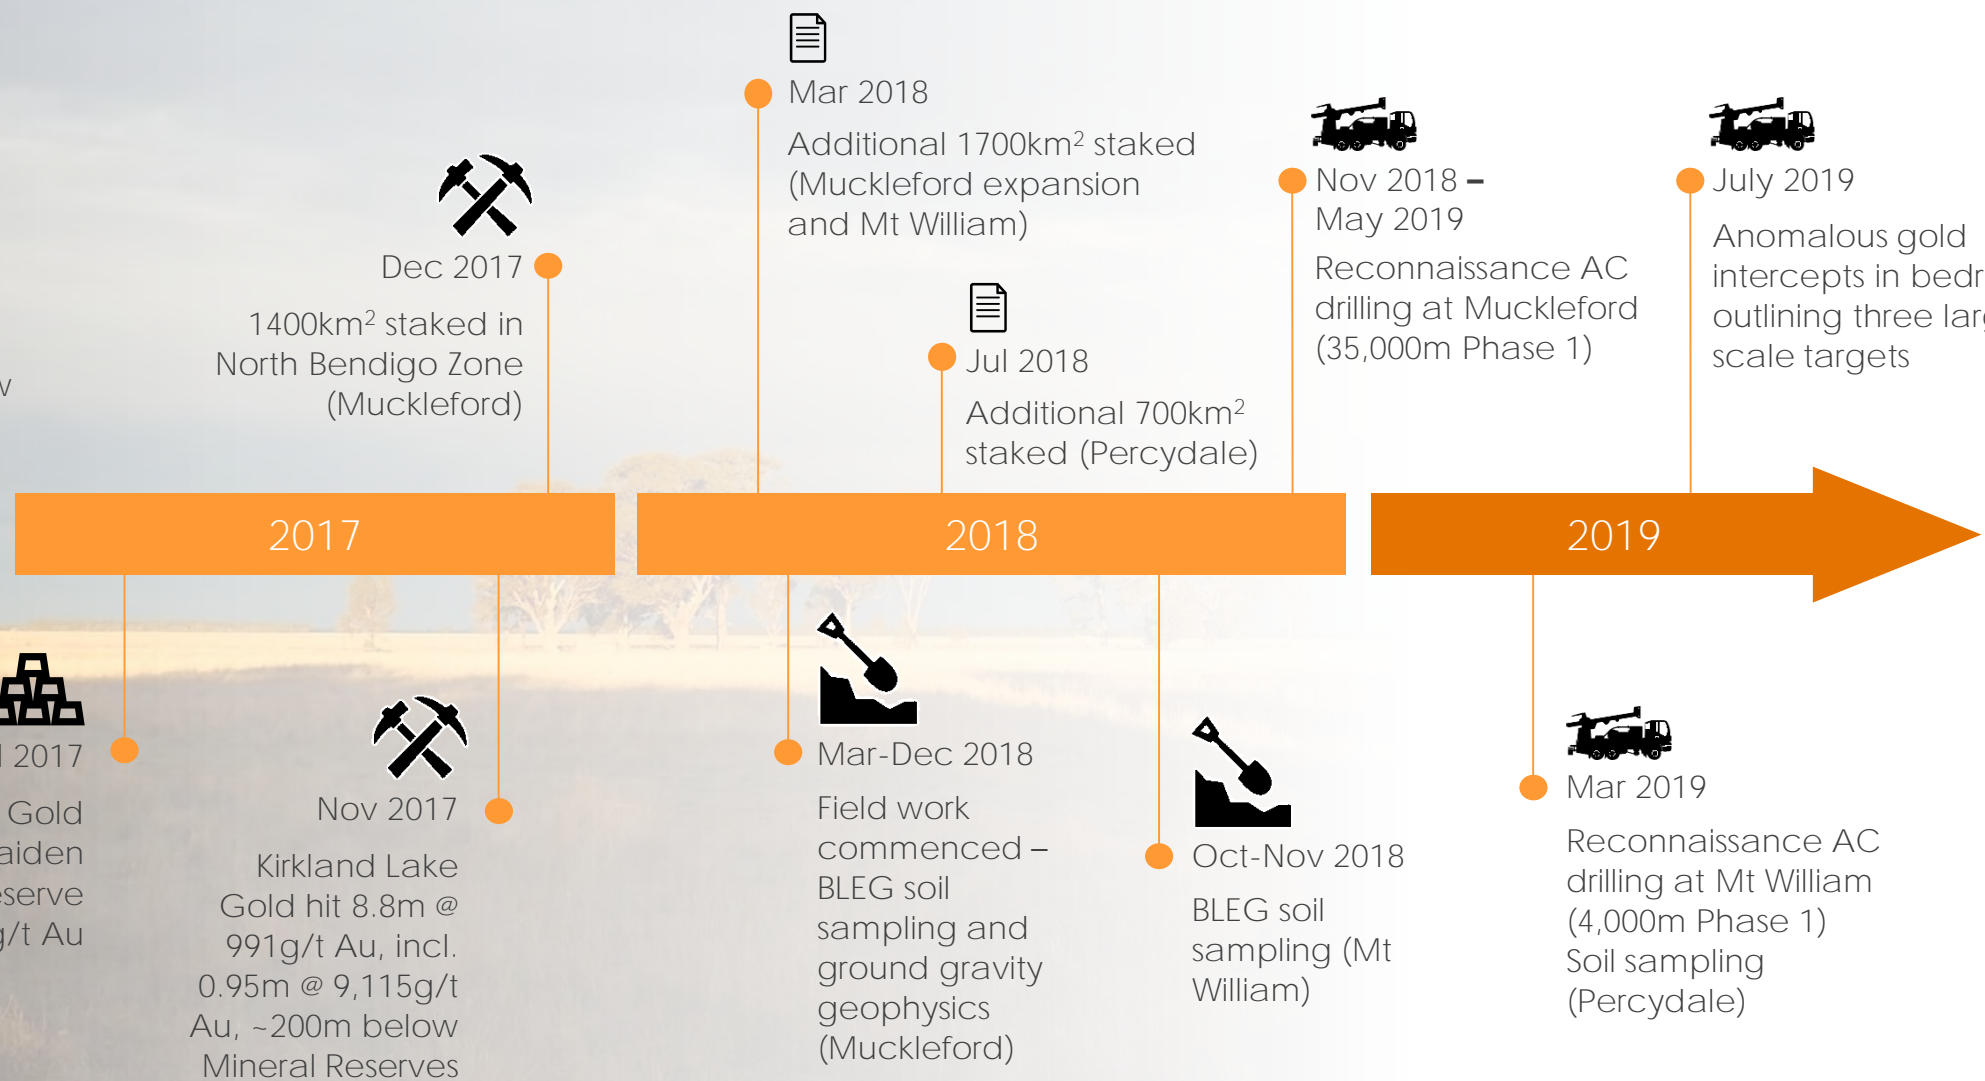 Mar 2018
Additional 1700km² staked
(Muckleford expansion
and Mt William)
Dec 2017
1400km² staked in
North Bendigo Zone
(Muckleford)
Jul 2018
Additional 700km²
staked (Percydale)
Nov 2018 –
May 2019
Reconnaissance AC
drilling at Muckleford
(35,000m Phase 1)
July 2019
Anomalous gold
intercepts in
outlining three
scale targets
2017
2018
2019
2017
Gold
g/t Au
Nov 2017
Kirkland Lake
Gold hit 8.8m @
991g/t Au, incl.
0.95m @ 9,115g/t
Au, ~200m below
Mineral Reserves
Mar-Dec 2018
Field work
commenced –
BLEG soil
sampling and
ground gravity
geophysics
(Muckleford)
Oct-Nov 2018
BLEG soil
sampling (Mt
William)
Mar 2019
Reconnaissance AC
drilling at Mt William
(4,000m Phase 1)
Soil sampling
(Percydale)